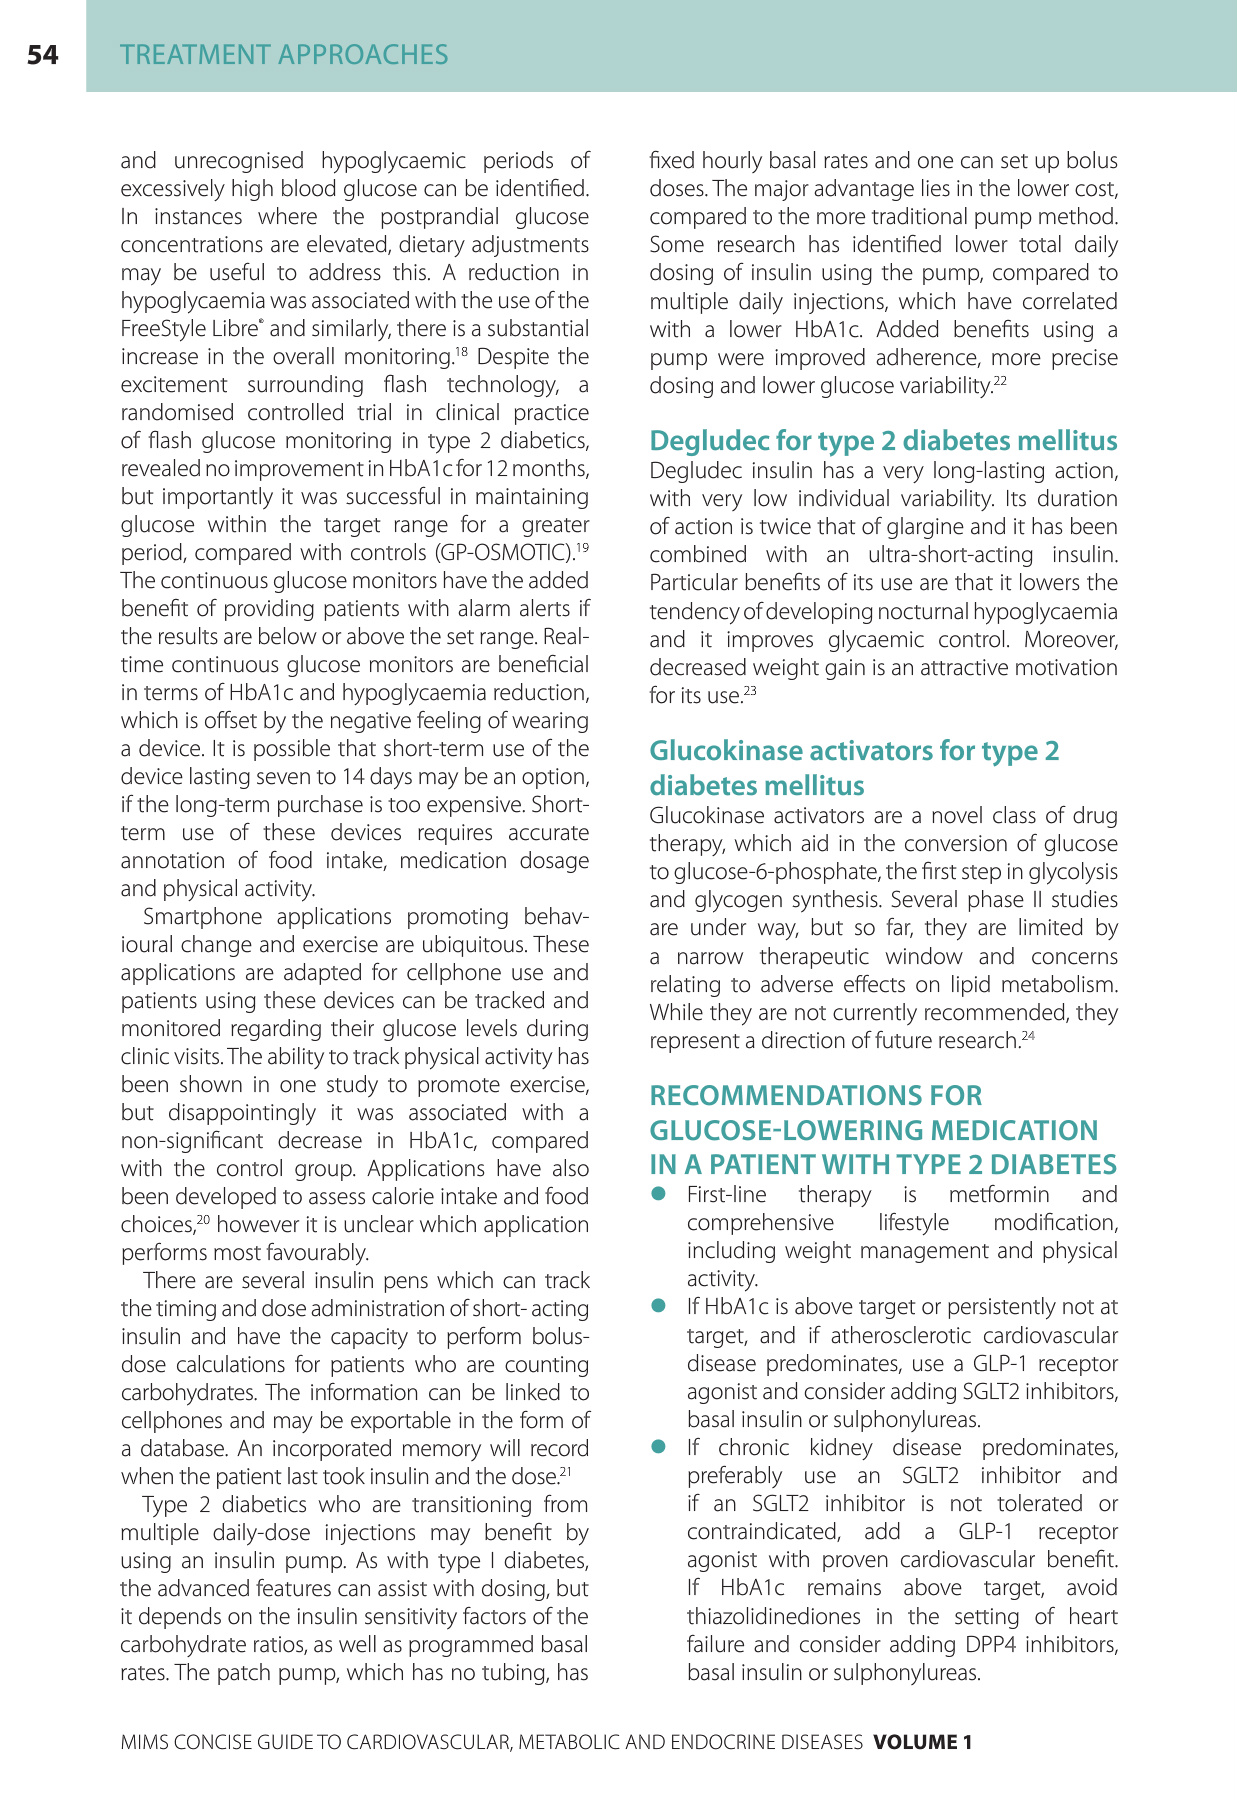 54
TREATMENT APPROACHES
and unrecognised hypoglycaemic periods of
excessively high blood glucose can be identified.
In instances where the postprandial glucose
concentrations are elevated, dietary adjustments
may be useful to address this. A reduction in
hypoglycaemia was associated with the use of the
FreeStyle Libre® and similarly, there is a substantial
increase in the overall monitoring.18 Despite the
excitement surrounding flash technology, a
randomised controlled trial in clinical practice
of flash glucose monitoring in type 2 diabetics,
revealed no improvement in HbA1c for 12 months,
but importantly it was successful in maintaining
glucose within the target range for a greater
period, compared with controls (GP-OSMOTIC).19
The continuous glucose monitors have the added
benefit of providing patients with alarm alerts if
the results are below or above the set range. Real-
time continuous glucose monitors are beneficial
in terms of HbA1c and hypoglycaemia reduction,
which is offset by the negative feeling of wearing
a device. It is possible that short-term use of the
device lasting seven to 14 days may be an option,
if the long-term purchase is too expensive. Short-
term use of these devices requires accurate
annotation of food intake, medication dosage
and physical activity.
Smartphone applications promoting behav-
ioural change and exercise are ubiquitous. These
applications are adapted for cellphone use and
patients using these devices can be tracked and
monitored regarding their glucose levels during
clinic visits. The ability to track physical activity has
been shown in one study to promote exercise,
but disappointingly it was associated with a
non-significant decrease in HbA1c, compared
with the control group. Applications have also
been developed to assess calorie intake and food
choices,20 however it is unclear which application
performs most favourably.
There are several insulin pens which can track
the timing and dose administration of short- acting
insulin and have the capacity to perform bolus-
dose calculations for patients who are counting
carbohydrates. The information can be linked to
cellphones and may be exportable in the form of
a database. An incorporated memory will record
when the patient last took insulin and the dose.21
Type 2 diabetics who are transitioning from
multiple daily-dose injections may benefit by
using an insulin pump. As with type I diabetes,
the advanced features can assist with dosing, but
it depends on the insulin sensitivity factors of the
carbohydrate ratios, as well as programmed basal
rates. The patch pump, which has no tubing, has
fixed hourly basal rates and one can set up bolus
doses. The major advantage lies in the lower cost,
compared to the more traditional pump method.
Some research has identified lower total daily
dosing of insulin using the pump, compared to
multiple daily injections, which have correlated
with a lower HbA1c. Added benefits using a
pump were improved adherence, more precise
dosing and lower glucose variability.22
Degludec for type 2 diabetes mellitus
Degludec insulin has a very long-lasting action,
with very low individual variability. Its duration
of action is twice that of glargine and it has been
combined with an ultra-short-acting insulin.
Particular benefits of its use are that it lowers the
tendency of developing nocturnal hypoglycaemia
and it improves glycaemic control. Moreover,
decreased weight gain is an attractive motivation
for its use.23
Glucokinase activators for type 2
diabetes mellitus
Glucokinase activators are a novel class of drug
therapy, which aid in the conversion of glucose
to glucose-6-phosphate, the first step in glycolysis
and glycogen synthesis. Several phase II studies
are under way, but so far, they are limited by
a narrow therapeutic window and concerns
relating to adverse effects on lipid metabolism.
While they are not currently recommended, they
represent a direction of future research.24
RECOMMENDATIONS FOR
GLUCOSE-LOWERING MEDICATION
IN A PATIENT WITH TYPE 2 DIABETES
● First-line therapy is metformin and
comprehensive lifestyle modification,
including weight management and physical
activity.
● If HbA1c is above target or persistently not at
target, and if atherosclerotic cardiovascular
disease predominates, use a GLP-1 receptor
agonist and consider adding SGLT2 inhibitors,
basal insulin or sulphonylureas.
● If chronic kidney disease predominates,
preferably use an SGLT2 inhibitor and
if an SGLT2 inhibitor is not tolerated or
contraindicated, add a GLP-1 receptor
agonist with proven cardiovascular benefit.
If HbA1c remains above target, avoid
thiazolidinediones in the setting of heart
failure and consider adding DPP4 inhibitors,
basal insulin or sulphonylureas.
MIMS CONCISE GUIDE TO CARDIOVASCULAR, METABOLIC AND ENDOCRINE DISEASES VOLUME 1